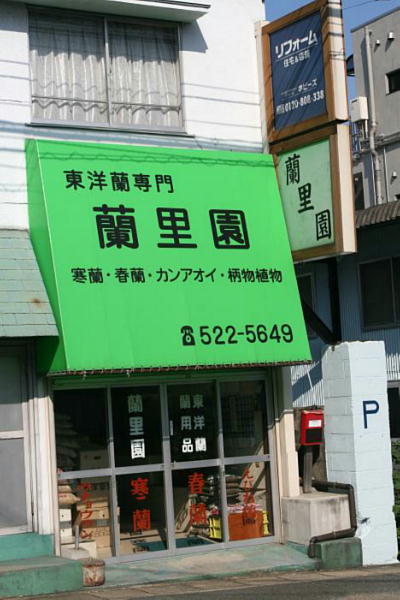 リフォーム
住宅&店舗
0120-808-338
蘭里園
東洋蘭専門
蘭里園
寒蘭・春蘭・カンアオイ・柄物植物
☎522-5649
蘭里園
東洋蘭
蘭用品
寒蘭
春蘭
P